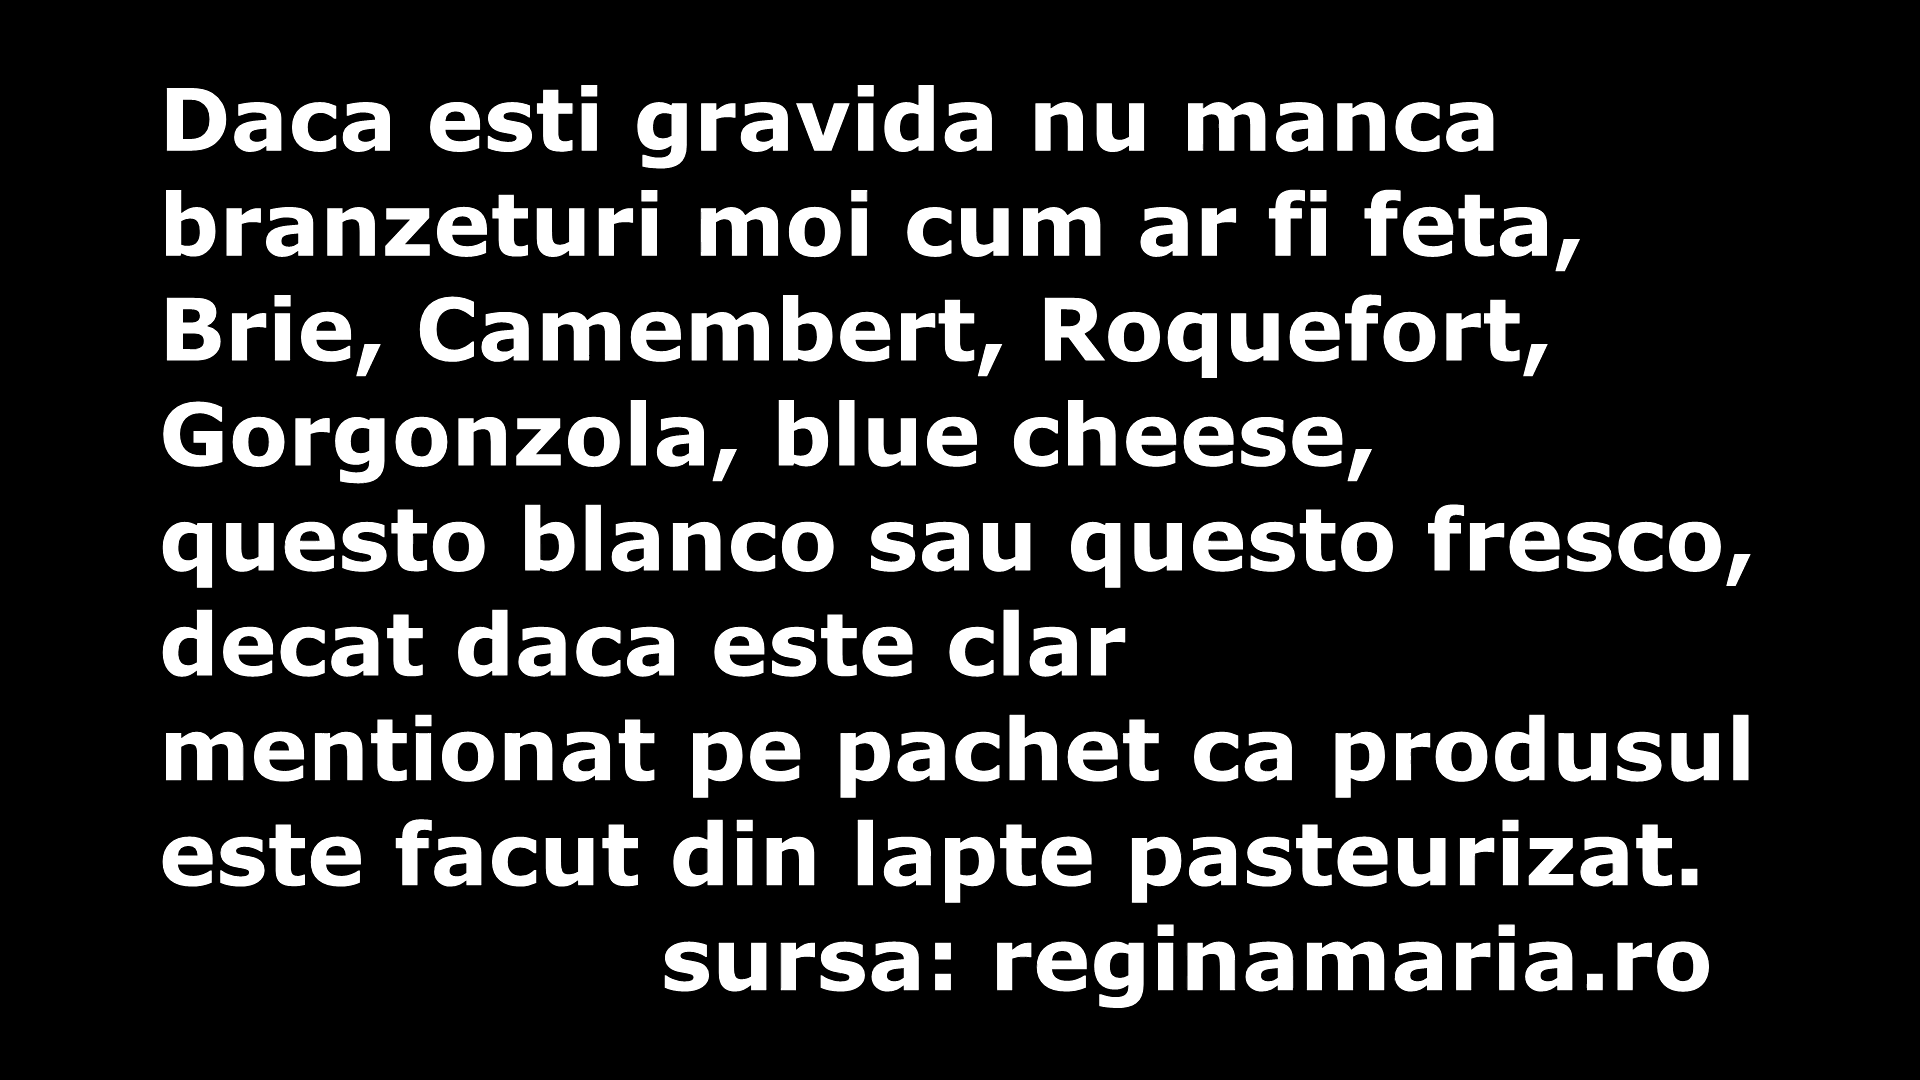 Daca esti gravida nu manca
branzeturi moi cum ar fi feta,
Brie, Camembert, Roquefort,
Gorgonzola, blue cheese,
questo blanco sau questo fresco,
decat daca este clar
mentionat pe pachet ca produsul
este facut din lapte pasteurizat.
sursa: reginamaria.ro